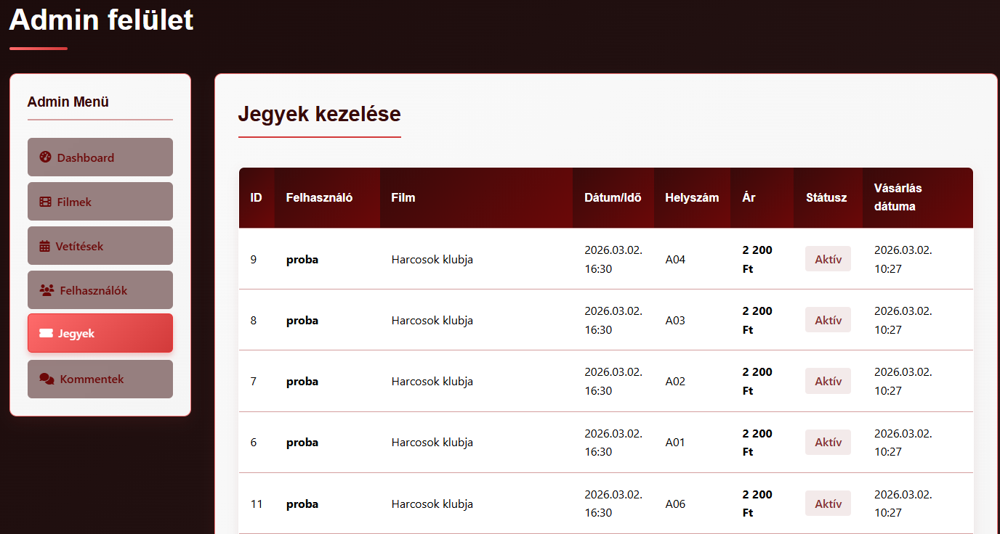 Admin felület
Admin Menü
Dashboard
Filmek
Vetítések
Felhasználók
Jegyek
Kommentek
Jegyek kezelése
ID Felhasználó Film Dátum/Idő Helyszám Ár Státusz Vásárlás dátuma
9 proba Harcosok klubja 2026.03.02. 16:30 A04 2 200 Ft Aktív 2026.03.02. 10:27
8 proba Harcosok klubja 2026.03.02. 16:30 A03 2 200 Ft Aktív 2026.03.02. 10:27
7 proba Harcosok klubja 2026.03.02. 16:30 A02 2 200 Ft Aktív 2026.03.02. 10:27
6 proba Harcosok klubja 2026.03.02. 16:30 A01 2 200 Ft Aktív 2026.03.02. 10:27
11 proba Harcosok klubja 2026.03.02. 16:30 A06 2 200 Ft Aktív 2026.03.02. 10:27